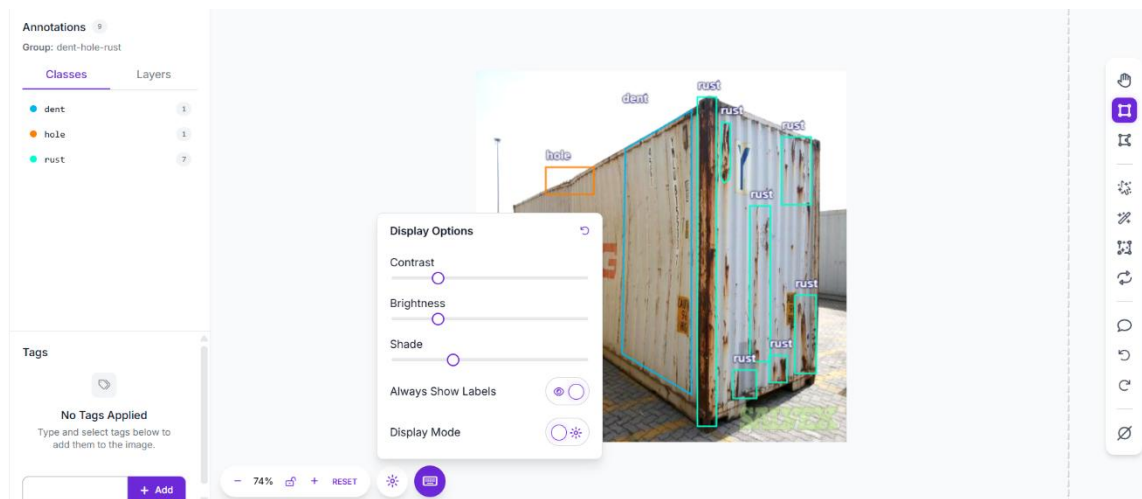 Annotations 9
Group: dent-hole-rust
Classes Layers
dent 1
hole 1
rust 7
Tags
No Tags Applied
Type and select tags below to
add them to the image.
+ Add
dent
rust
rust
rust
hole
rust
rust
rust
rust
G
Display Options
Contrast
Brightness
Shade
Always Show Labels
Display Mode
- 74% + RESET